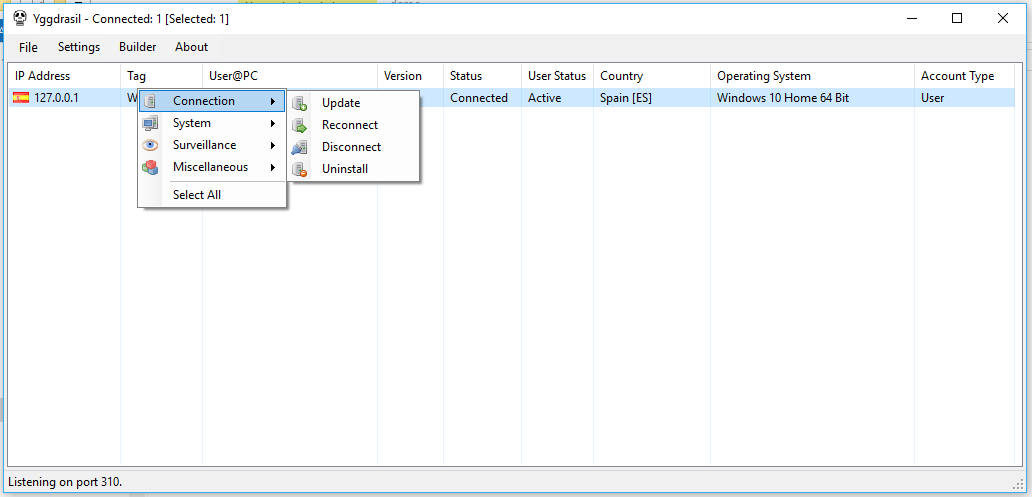 Yggdrasil - Connected: 1 [Selected: 1]
File Settings Builder About
IP Address Tag User@PC Version Status User Status Country Operating System Account Type
127.0.0.1 Connected Active Spain [ES] Windows 10 Home 64 Bit User
Connection
System
Surveillance
Miscellaneous
Select All
Update
Reconnect
Disconnect
Uninstall
Listening on port 310.